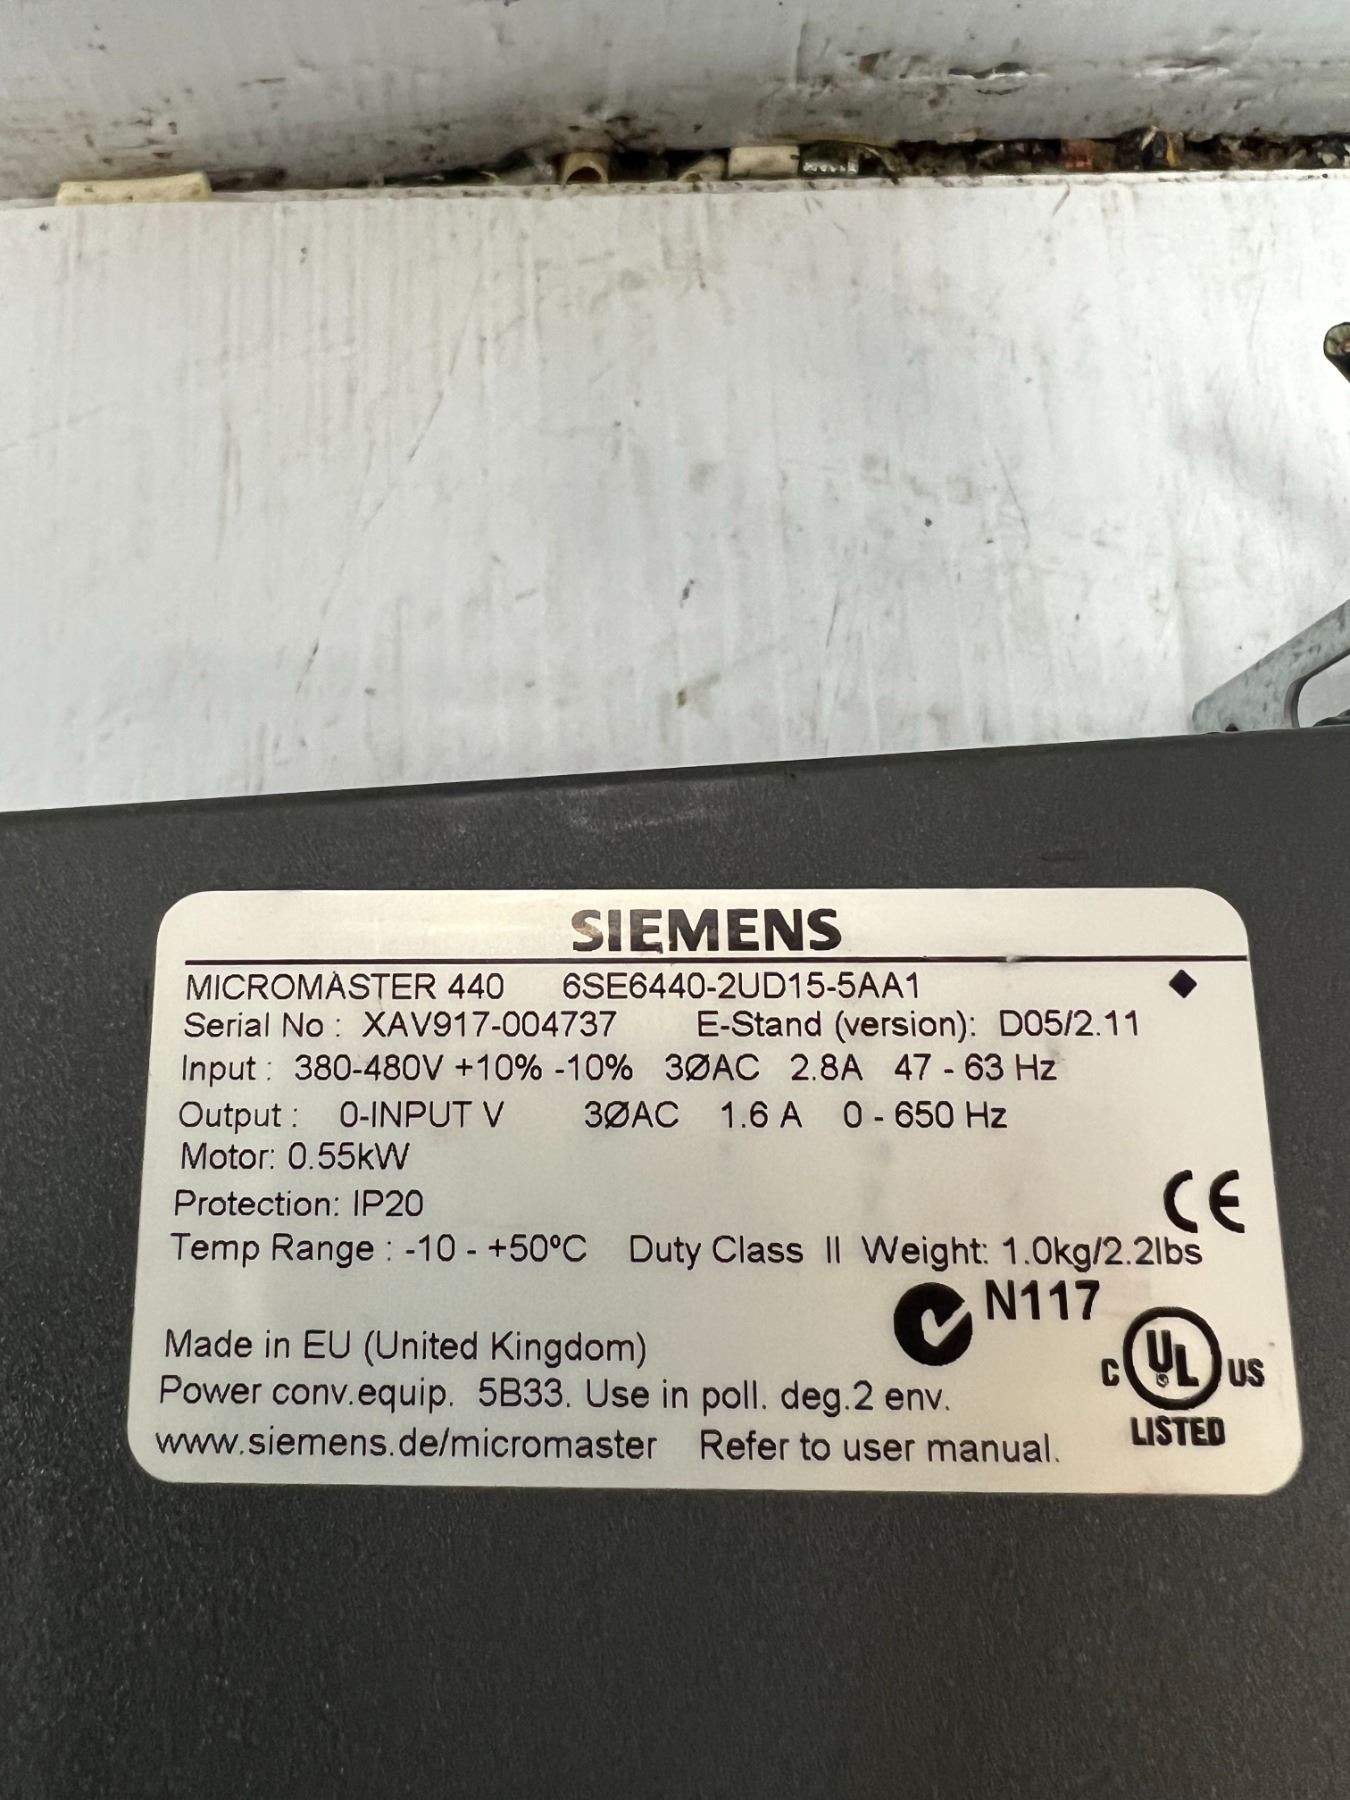 SIEMENS
MICROMASTER 440 6SE6440-2UD15-5AA1
Serial No : XAV917-004737 E-Stand (version): D05/2.11
Input : 380-480V +10% -10% 3ØAC 2.8A 47 - 63 Hz
Output : 0-INPUT V 3ØAC 1.6 A 0 - 650 Hz
Motor: 0.55kW
Protection: IP20
CE
Temp Range : -10 - +50ºC Duty Class II Weight: 1.0kg/2.2lbs
N117
Made in EU (United Kingdom)
C UL US
Power conv.equip. 5B33. Use in poll. deg.2 env.
LISTED
www.siemens.de/micromaster Refer to user manual.